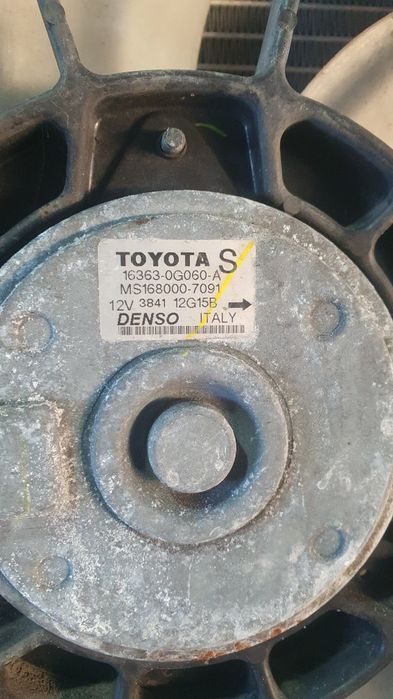 TOYOTA S
16363-0G060-A
MS168000-7091
12V 3841 12G15B →
DENSO ITALY